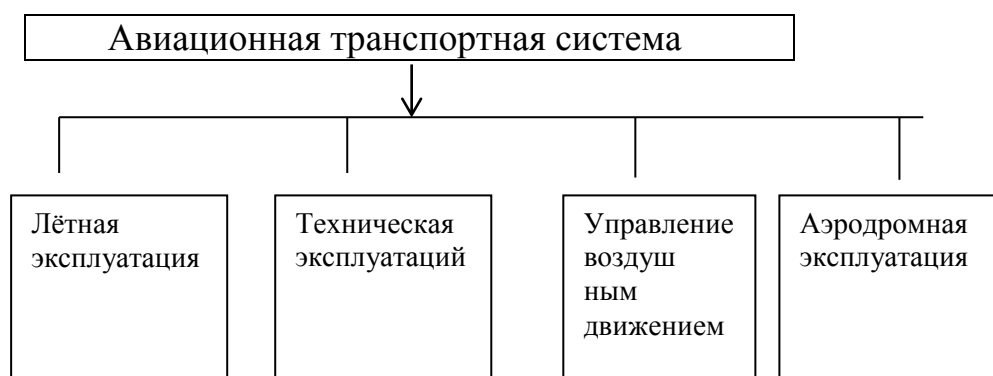 Авиационная транспортная система
Лётная
эксплуатация
Техническая
эксплуатаций
Управление
воздуш
ным
движением
Аэродромная
эксплуатация